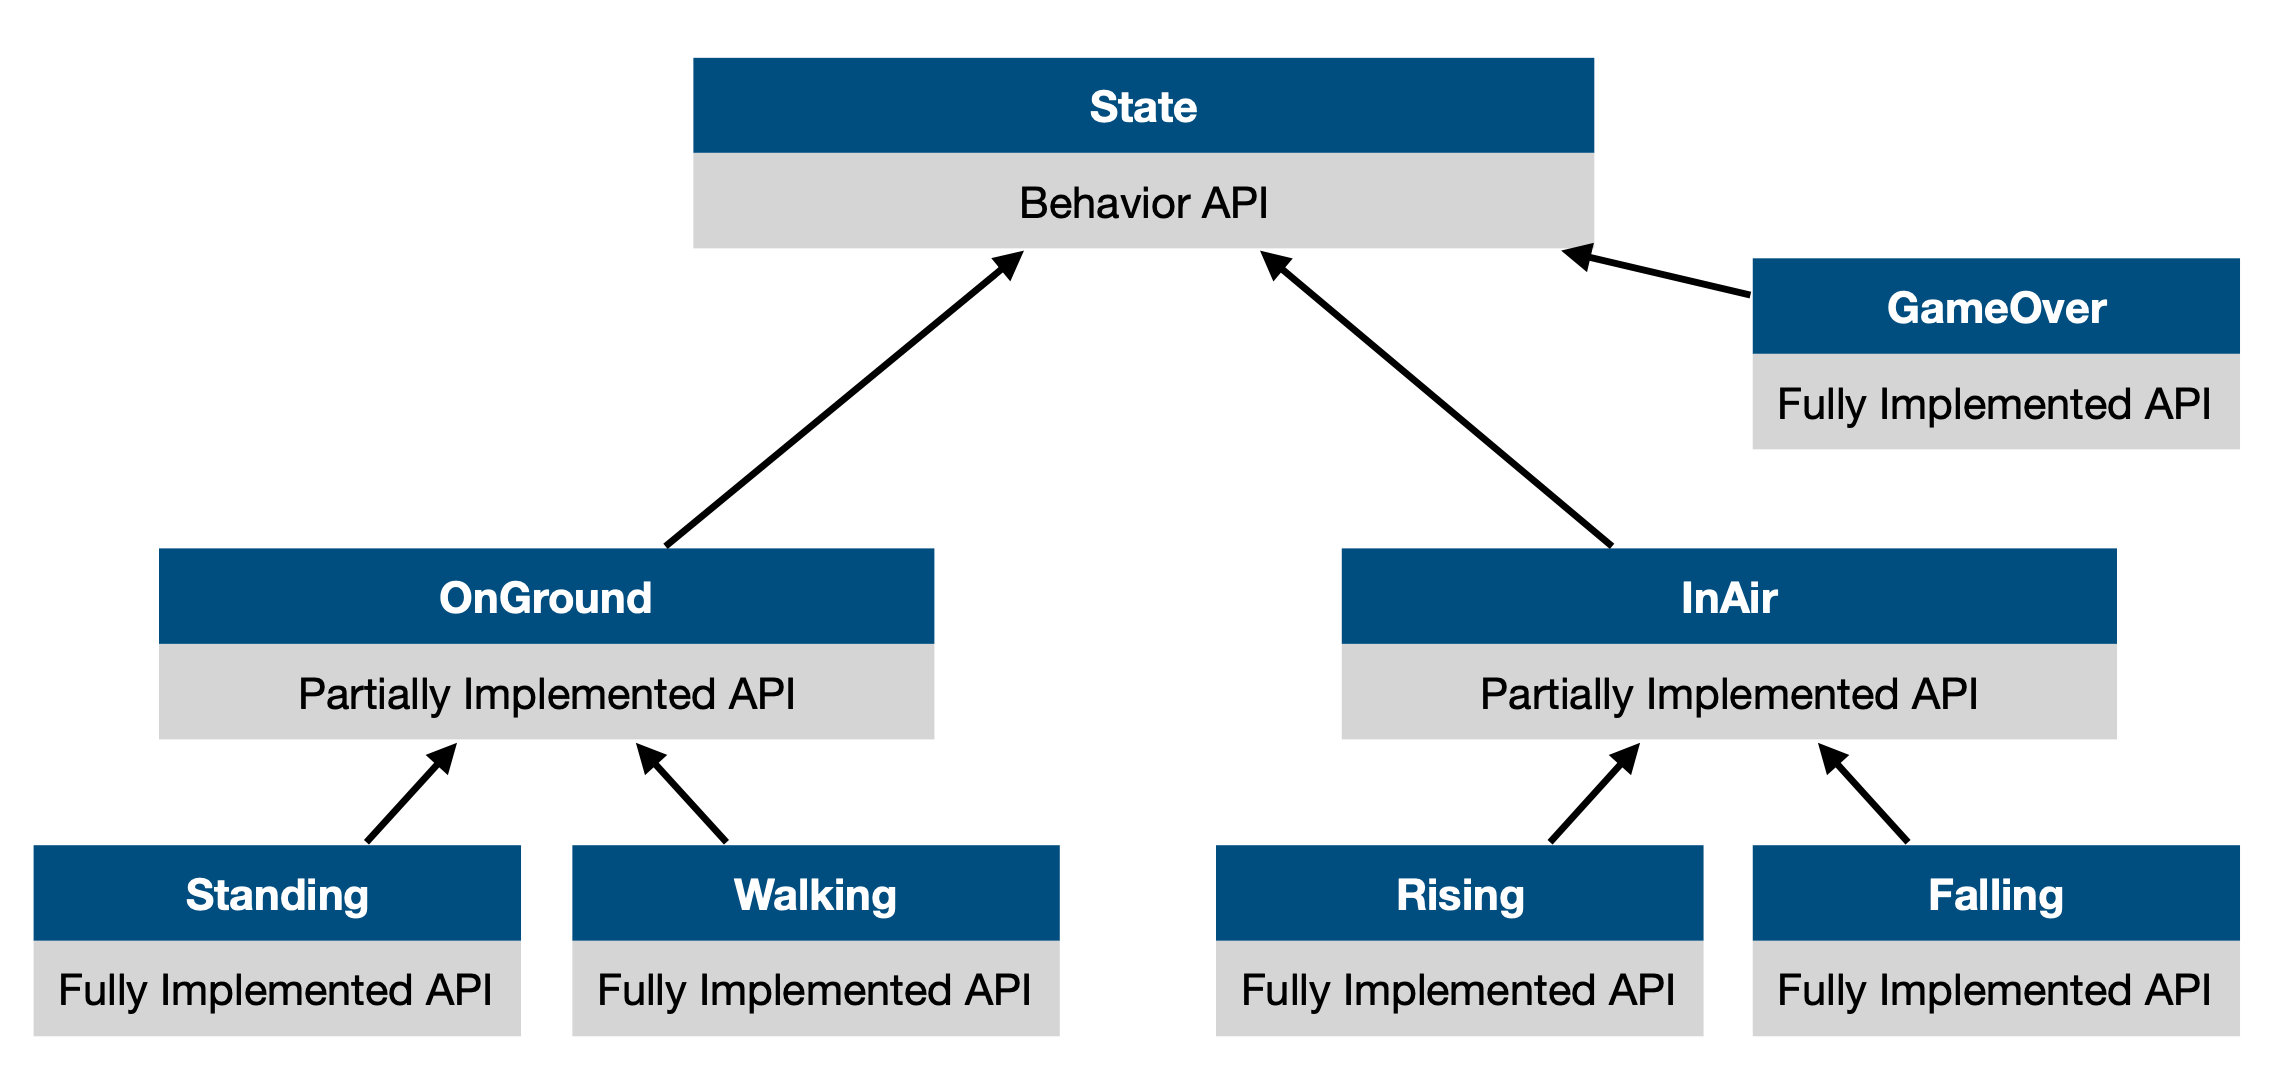 State
Behavior API
GameOver
Fully Implemented API
OnGround
Partially Implemented API
InAir
Partially Implemented API
Standing
Fully Implemented API
Walking
Fully Implemented API
Rising
Fully Implemented API
Falling
Fully Implemented API